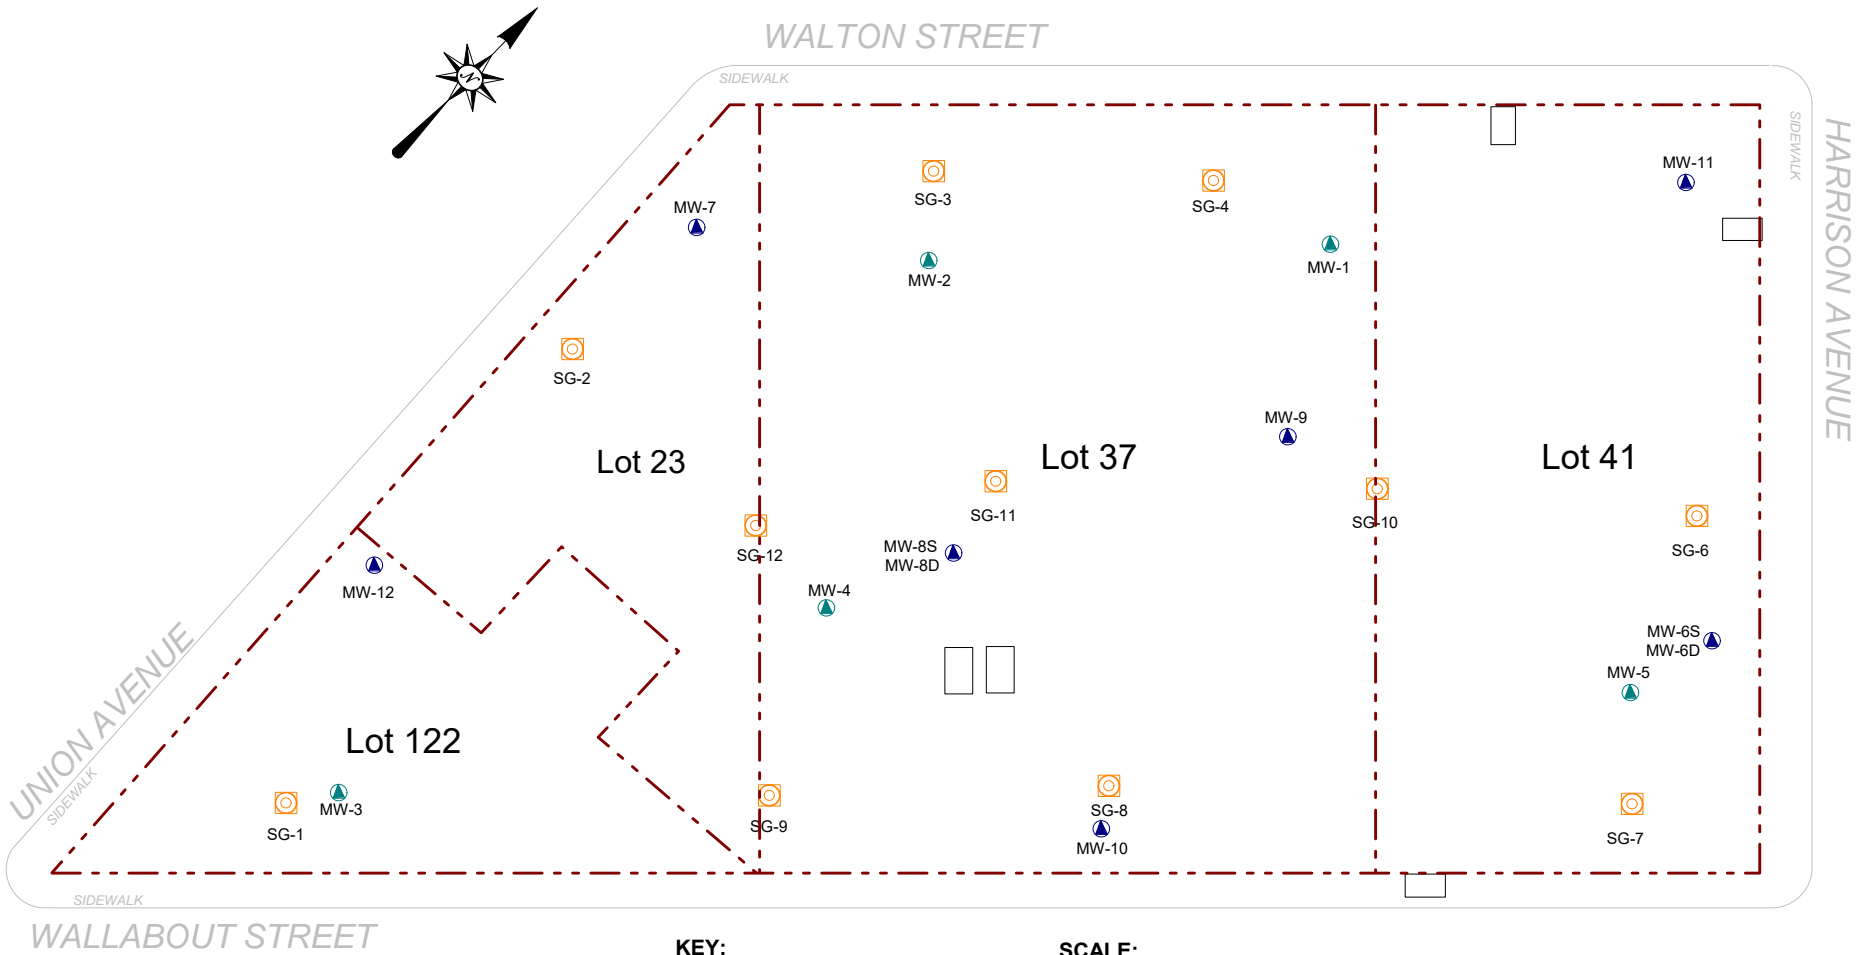 WALTON STREET
SIDEWALK
N
HARRISON AVENUE
SIDEWALK
MW-11
MW-7
SG-3
SG-4
MW-2
MW-1
SG-2
MW-9
Lot 23
Lot 37
Lot 41
SG-11
SG-10
SG-12
MW-8S
MW-8D
SG-6
MW-12
MW-4
MW-6S
MW-6D
MW-5
UNION AVENUE
SIDEWALK
Lot 122
MW-3
SG-1
SG-9
SG-8
MW-10
SG-7
SIDEWALK
WALLABOUT STREET
KEY:
SCALE: